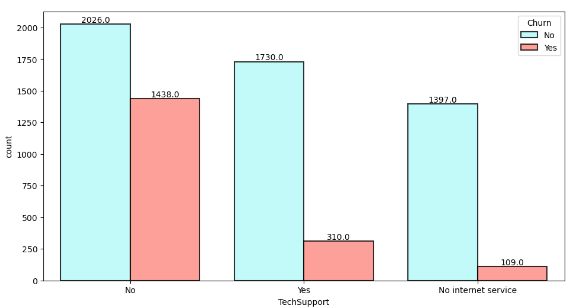 2026.0
1438.0
1730.0
310.0
1397.0
109.0
Churn
No
Yes
2000
1750
1500
1250
1000
750
500
250
0
count
No
Yes
No internet service
TechSupport